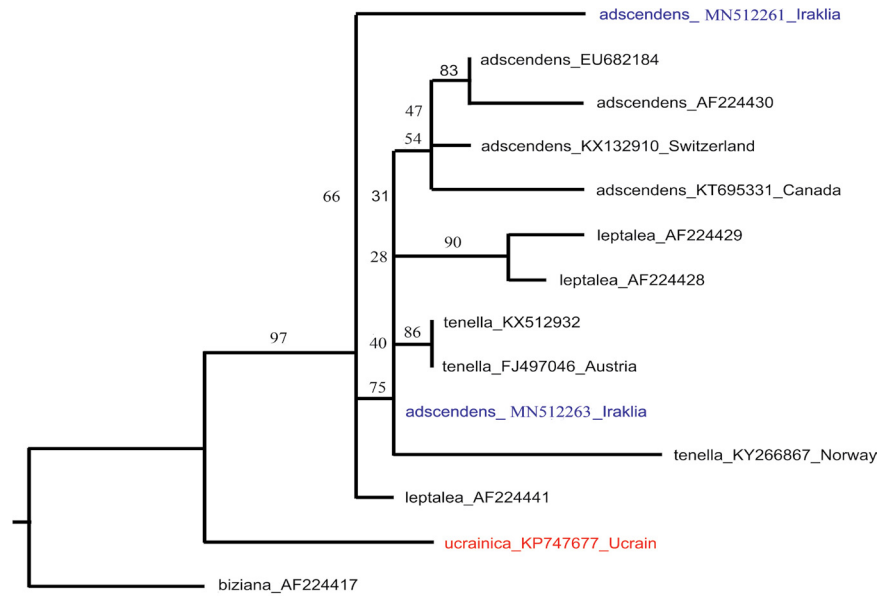 adscendens_ MN512261_Iraklia
adscendens_EU682184
83
adscendens_AF224430
47
54
adscendens_KX132910_Switzerland
adscendens_KT695331_Canada
66
31
leptalea_AF224429
90
28
leptalea_AF224428
tenella_KX512932
86
97
40
tenella_FJ497046_Austria
75
adscendens_ MN512263_Iraklia
tenella_KY266867_Norway
leptalea_AF224441
ucrainica_KP747677_Ucrain
biziana_AF224417